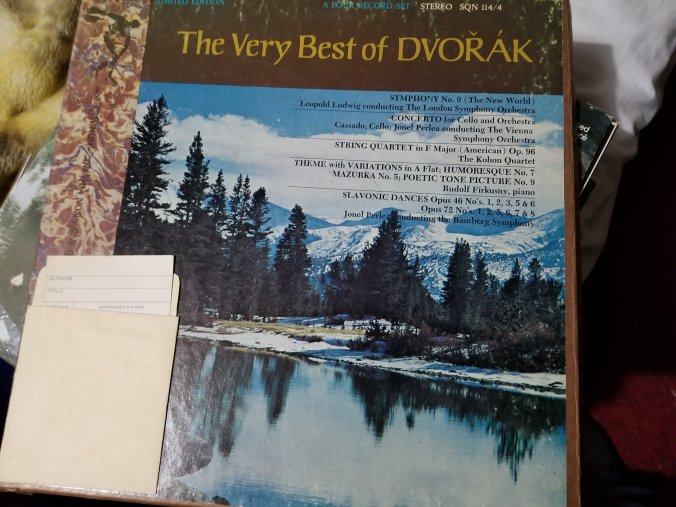 LIMITED EDITION
A FOUR RECORD SET
STEREO SQN 114/4
The Very Best of DVOŘÁK
SYMPHONY No. 9 (The New World)
Leopold Ludwig conducting The London Symphony Orchestra
CONCERTO for Cello and Orchestra
Cassado, Cello; Jonel Perlea conducting The Vienna
Symphony Orchestra
STRING QUARTET in F Major (American) Op. 96
The Kohon Quartet
THEME with VARIATIONS in A Flat; HUMORESQUE No. 7
MAZURKA No. 5; POETIC TONE PICTURE No. 9
Rudolf Firkusny, piano
SLAVONIC DANCES Opus 46 No's. 1, 2, 3, 5 & 6
Opus 72 No's. 1, 2, 5, 6, 7 & 8
Jonel Perlea conducting the Bamberg Symphony
AUTHOR
TITLE
BORROWER'S NAME